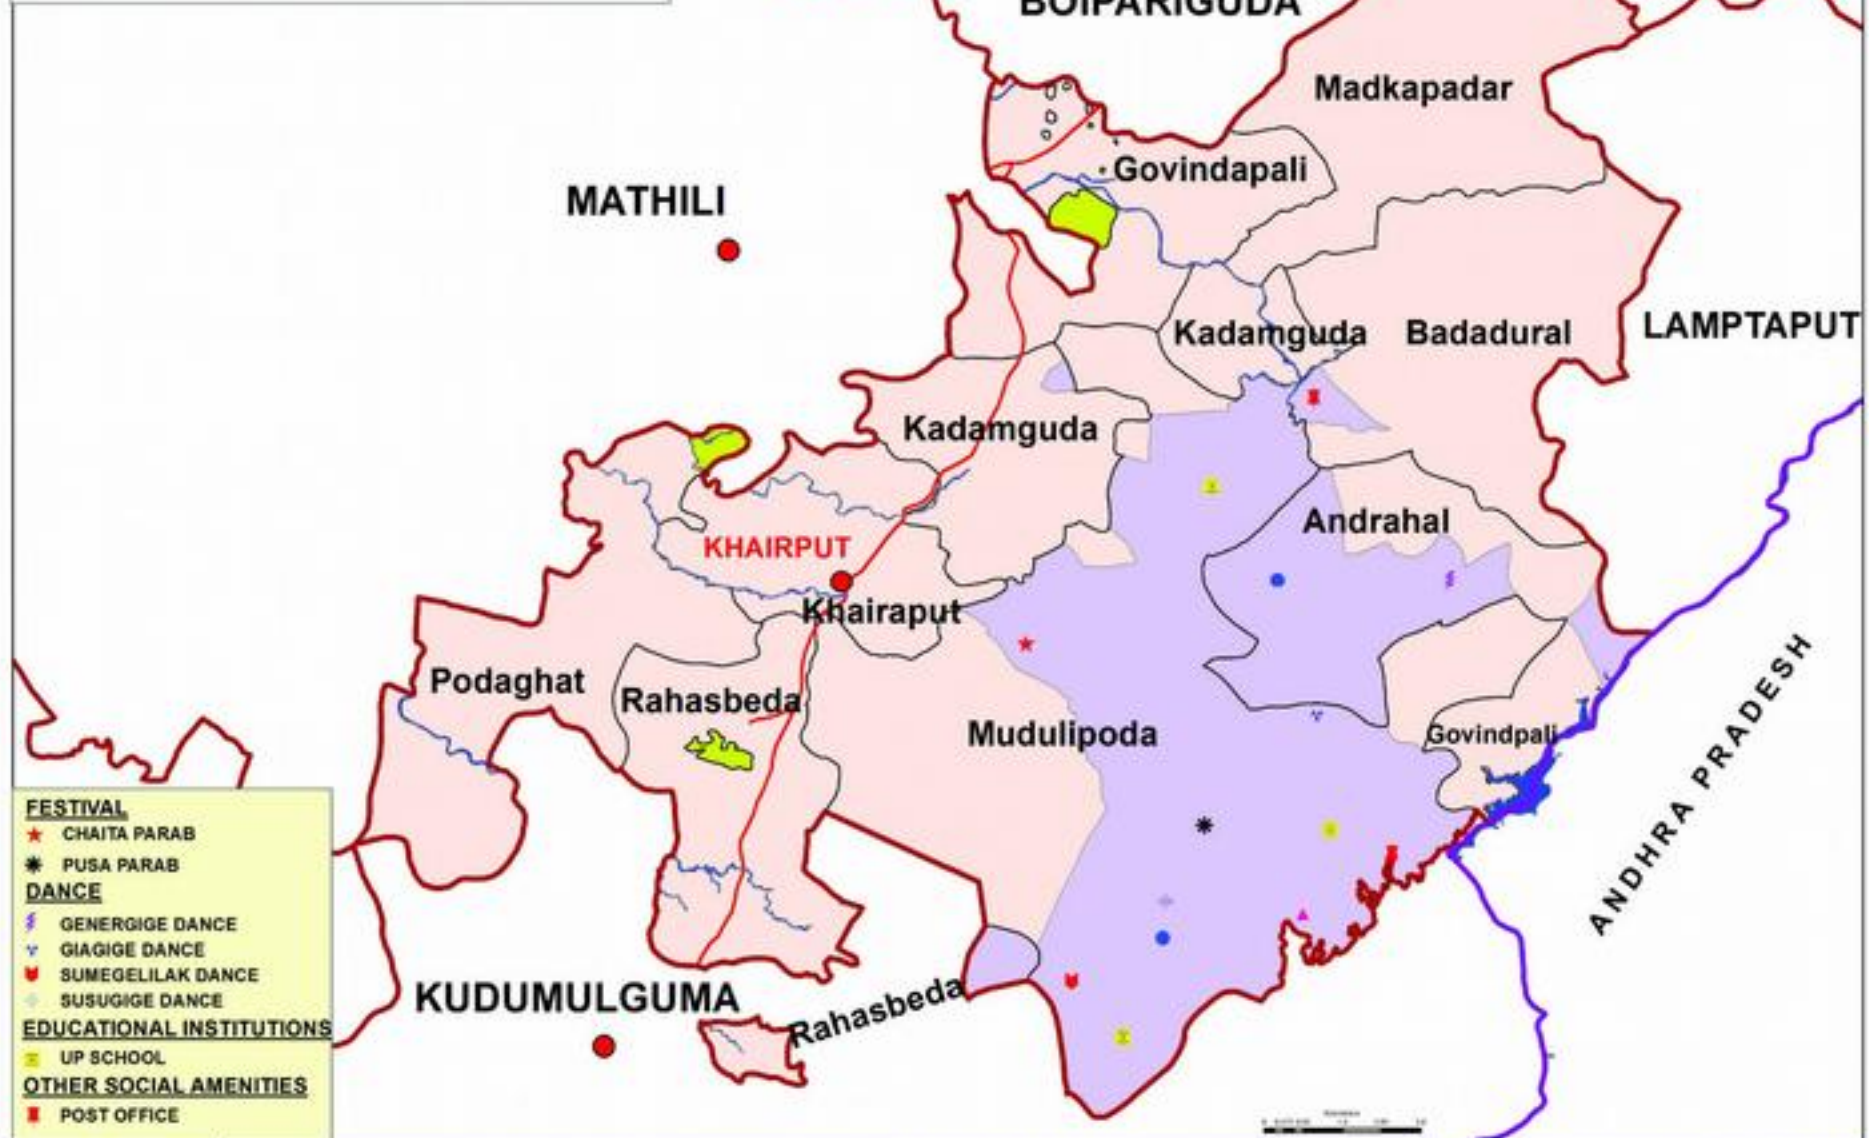 BOIPARIGUDA
Madkapadar
Govindapali
MATHILI
Kadamguda
Badadural
LAMPTAPUT
Kadamguda
Andrahal
KHAIRPUT
Khairaput
Podaghat
Rahasbeda
Mudulipoda
Govindpali
ANDHRA PRADESH
KUDUMULGUMA
Rahasbeda
FESTIVAL
CHAITA PARAB
PUSA PARAB
DANCE
GENERGIGE DANCE
GIAGIGE DANCE
SUMEGELILAK DANCE
SUSUGIGE DANCE
EDUCATIONAL INSTITUTIONS
UP SCHOOL
OTHER SOCIAL AMENITIES
POST OFFICE